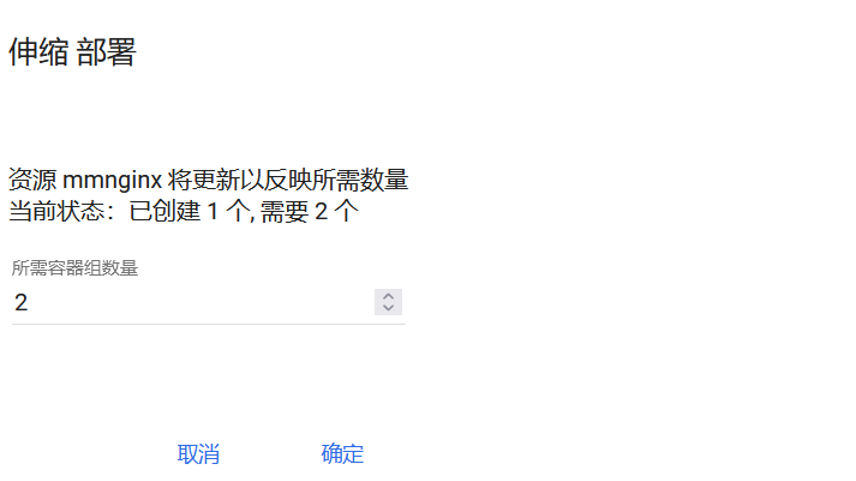 伸缩 部署
资源 mmnginx 将更新以反映所需数量
当前状态：已创建 1 个, 需要 2 个
所需容器组数量
2
取消 确定